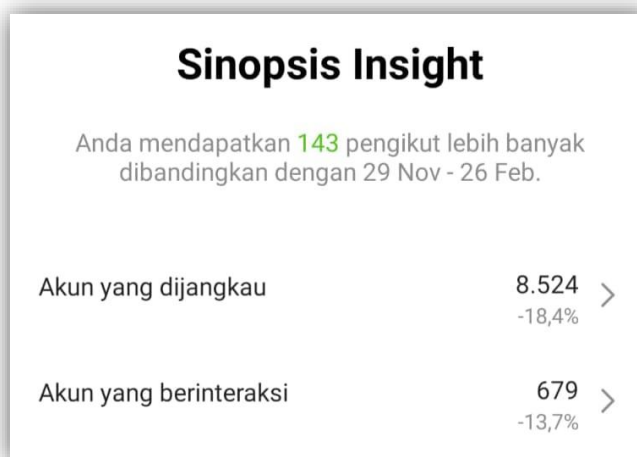 Sinopsis Insight
Anda mendapatkan 143 pengikut lebih banyak
dibandingkan dengan 29 Nov - 26 Feb.
Akun yang dijangkau
8.524
-18,4%
Akun yang berinteraksi
679
-13,7%